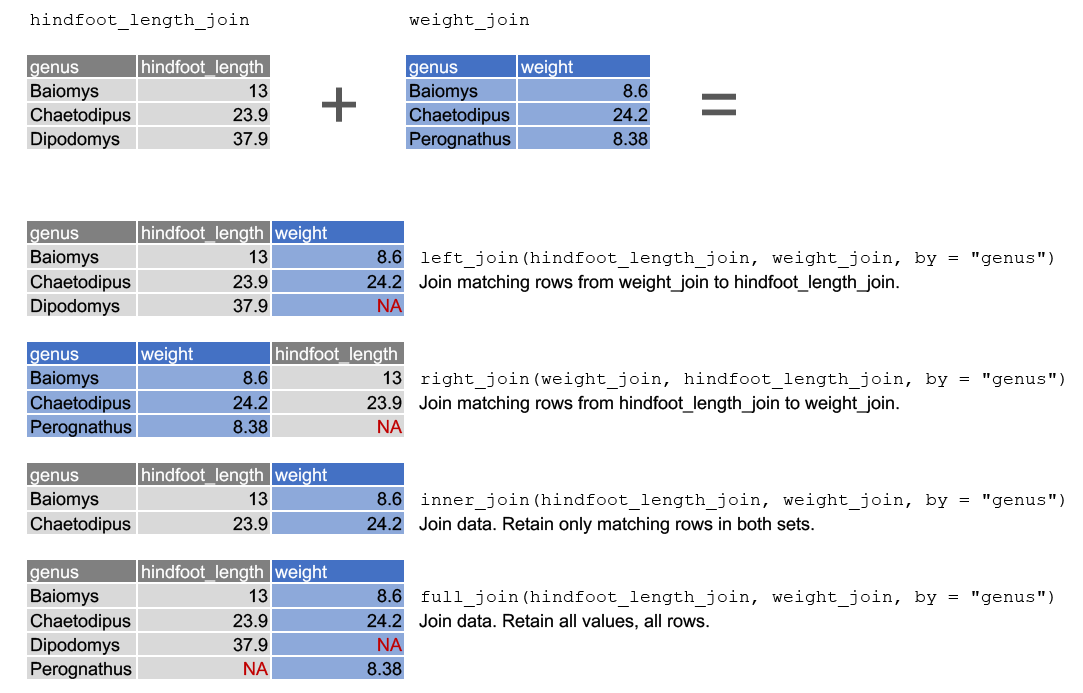 hindfoot_length_join weight_join
genus hindfoot_length genus weight
Baiomys 13 + Baiomys 8.6 =
Chaetodipus 23.9 Chaetodipus 24.2
Dipodomys 37.9 Perognathus 8.38
genus hindfoot_length weight
Baiomys 13 8.6 left_join(hindfoot_length_join, weight_join, by = "genus")
Chaetodipus 23.9 24.2 Join matching rows from weight_join to hindfoot_length_join.
Dipodomys 37.9 NA
genus weight hindfoot_length
Baiomys 8.6 13 right_join(weight_join, hindfoot_length_join, by = "genus")
Chaetodipus 24.2 23.9 Join matching rows from hindfoot_length_join to weight_join.
Perognathus 8.38 NA
genus hindfoot_length weight
Baiomys 13 8.6 inner_join(hindfoot_length_join, weight_join, by = "genus")
Chaetodipus 23.9 24.2 Join data. Retain only matching rows in both sets.
genus hindfoot_length weight
Baiomys 13 8.6 full_join(hindfoot_length_join, weight_join, by = "genus")
Chaetodipus 23.9 24.2 Join data. Retain all values, all rows.
Dipodomys 37.9 NA
Perognathus NA 8.38